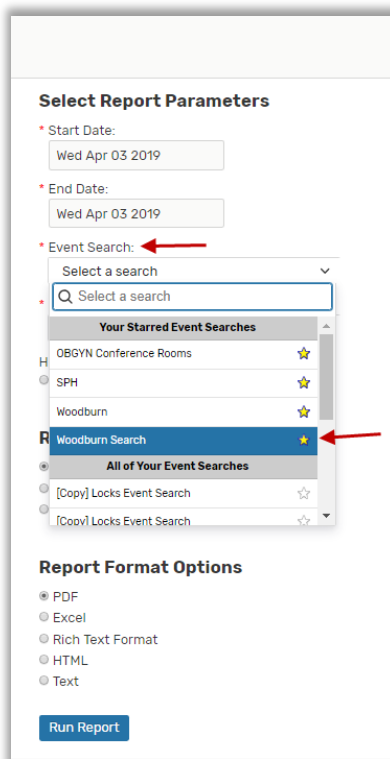 Select Report Parameters
* Start Date:
Wed Apr 03 2019
* End Date:
Wed Apr 03 2019
* Event Search:
Select a search
Select a search
*
Your Starred Event Searches
OBGYN Conference Rooms
H
SPH
Woodburn
R
Woodburn Search
All of Your Event Searches
[Copy] Locks Event Search
[Copy] Locks Event Search
Report Format Options
PDF
Excel
Rich Text Format
HTML
Text
Run Report